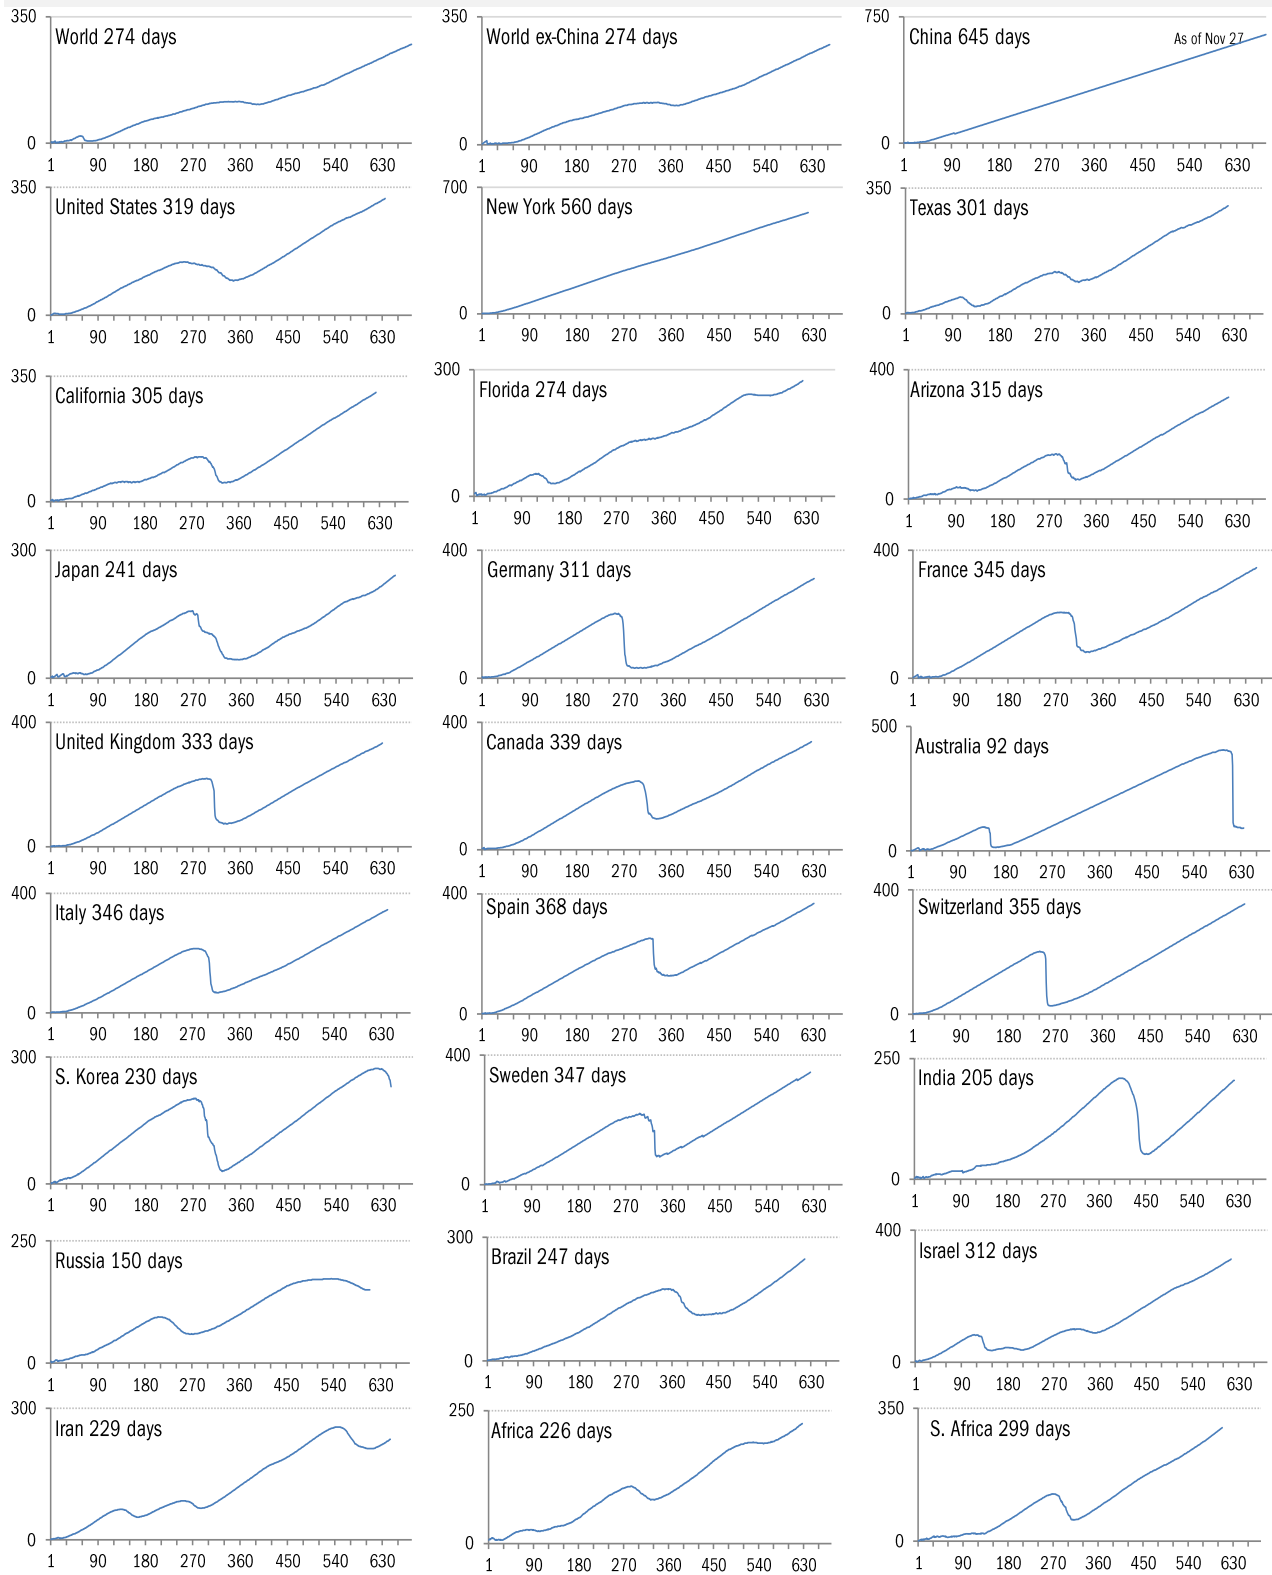 350
World 274 days
0
1 90 180 270 360 450 540 630
350
World ex-China 274 days
0
1 90 180 270 360 450 540 630
750
China 645 days
As of Nov 27
0
1 90 180 270 360 450 540 630
350
United States 319 days
0
1 90 180 270 360 450 540 630
700
New York 560 days
0
1 90 180 270 360 450 540 630
350
Texas 301 days
0
1 90 180 270 360 450 540 630
350
California 305 days
0
1 90 180 270 360 450 540 630
300
Florida 274 days
0
1 90 180 270 360 450 540 630
400
Arizona 315 days
0
1 90 180 270 360 450 540 630
300
Japan 241 days
0
1 90 180 270 360 450 540 630
400
Germany 311 days
0
1 90 180 270 360 450 540 630
400
France 345 days
0
1 90 180 270 360 450 540 630
400
United Kingdom 333 days
0
1 90 180 270 360 450 540 630
400
Canada 339 days
0
1 90 180 270 360 450 540 630
500
Australia 92 days
0
1 90 180 270 360 450 540 630
400
Italy 346 days
0
1 90 180 270 360 450 540 630
400
Spain 368 days
0
1 90 180 270 360 450 540 630
400
Switzerland 355 days
0
1 90 180 270 360 450 540 630
300
S. Korea 230 days
0
1 90 180 270 360 450 540 630
400
Sweden 347 days
0
1 90 180 270 360 450 540 630
250
India 205 days
0
1 90 180 270 360 450 540 630
250
Russia 150 days
0
1 90 180 270 360 450 540 630
300
Brazil 247 days
0
1 90 180 270 360 450 540 630
400
Israel 312 days
0
1 90 180 270 360 450 540 630
300
Iran 229 days
0
1 90 180 270 360 450 540 630
250
Africa 226 days
0
1 90 180 270 360 450 540 630
350
S. Africa 299 days
0
1 90 180 270 360 450 540 630